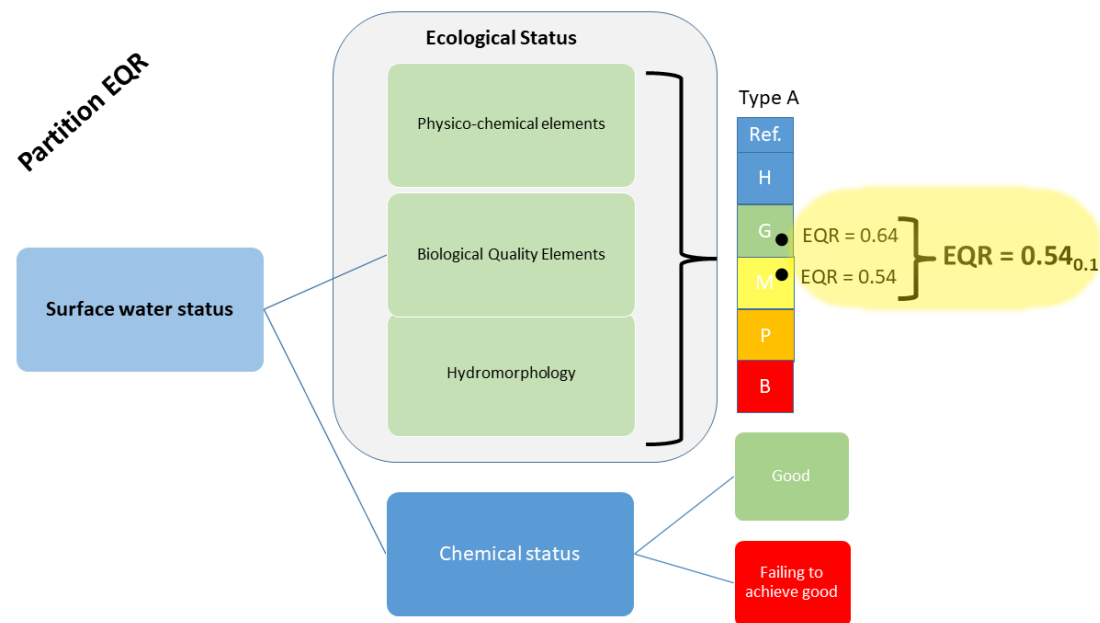 Partition EQR
Ecological Status
Physico-chemical elements
Biological Quality Elements
Hydromorphology
Surface water status
Chemical status
Type A
Ref.
H
G
M
P
B
EQR = 0.64
EQR = 0.54
EQR = 0.54₀.₁
Good
Failing to
achieve good